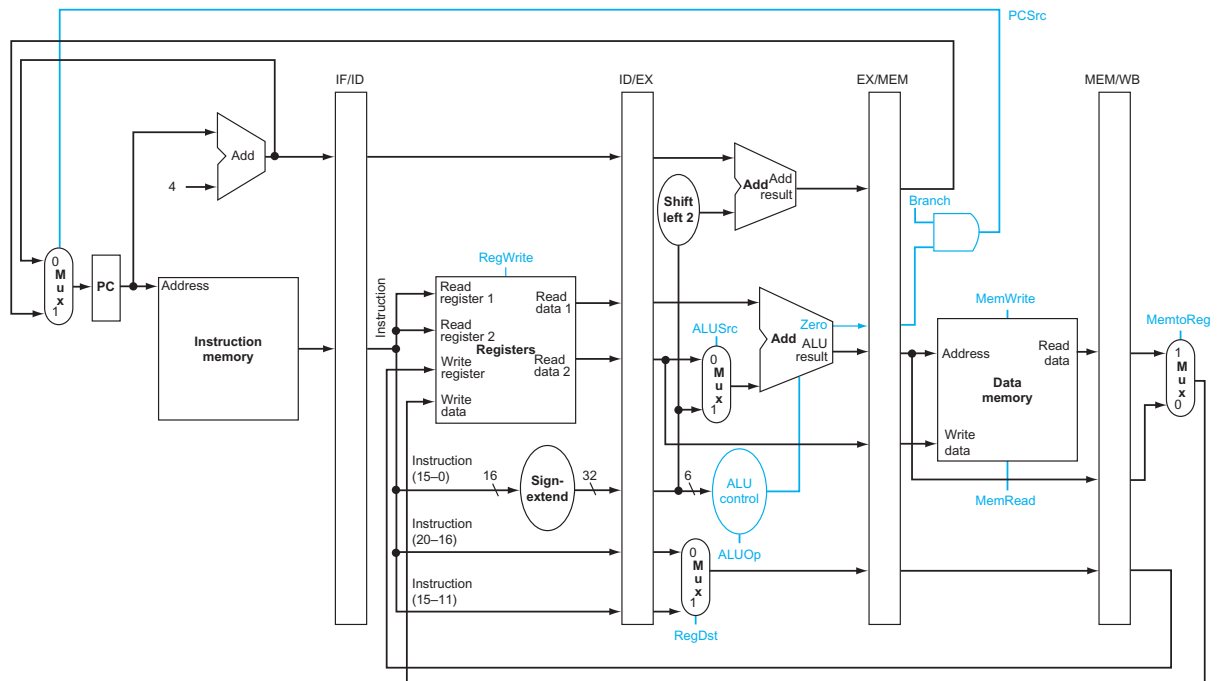 PCSrc
IF/ID
ID/EX
EX/MEM
MEM/WB
Add
4
Add
Add
result
Shift
left 2
Branch
0
M
u
x
1
PC
Address
Instruction
memory
Instruction
RegWrite
Read
register 1
Read
register 2
Write
register
Write
data
Registers
Read
data 1
Read
data 2
ALUSrc
0
M
u
x
1
Zero
Add
ALU
result
MemWrite
Address
Read
data
Data
memory
Write
data
MemRead
MemtoReg
1
M
u
x
0
Instruction
(15–0)
16
Sign-
extend
32
6
ALU
control
ALUOp
Instruction
(20–16)
Instruction
(15–11)
0
M
u
x
1
RegDst